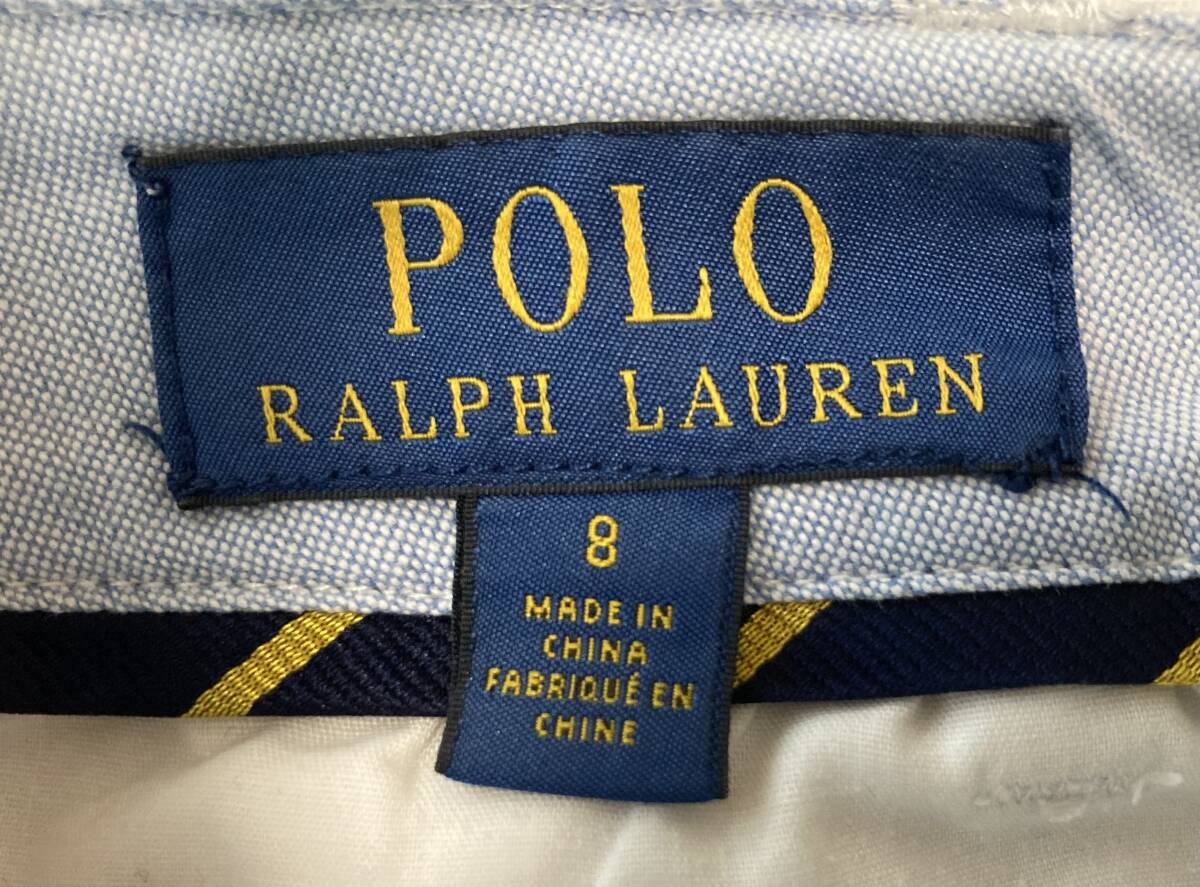 POLO
RALPH LAUREN
8
MADE IN
CHINA
FABRIQUÉ EN
CHINE